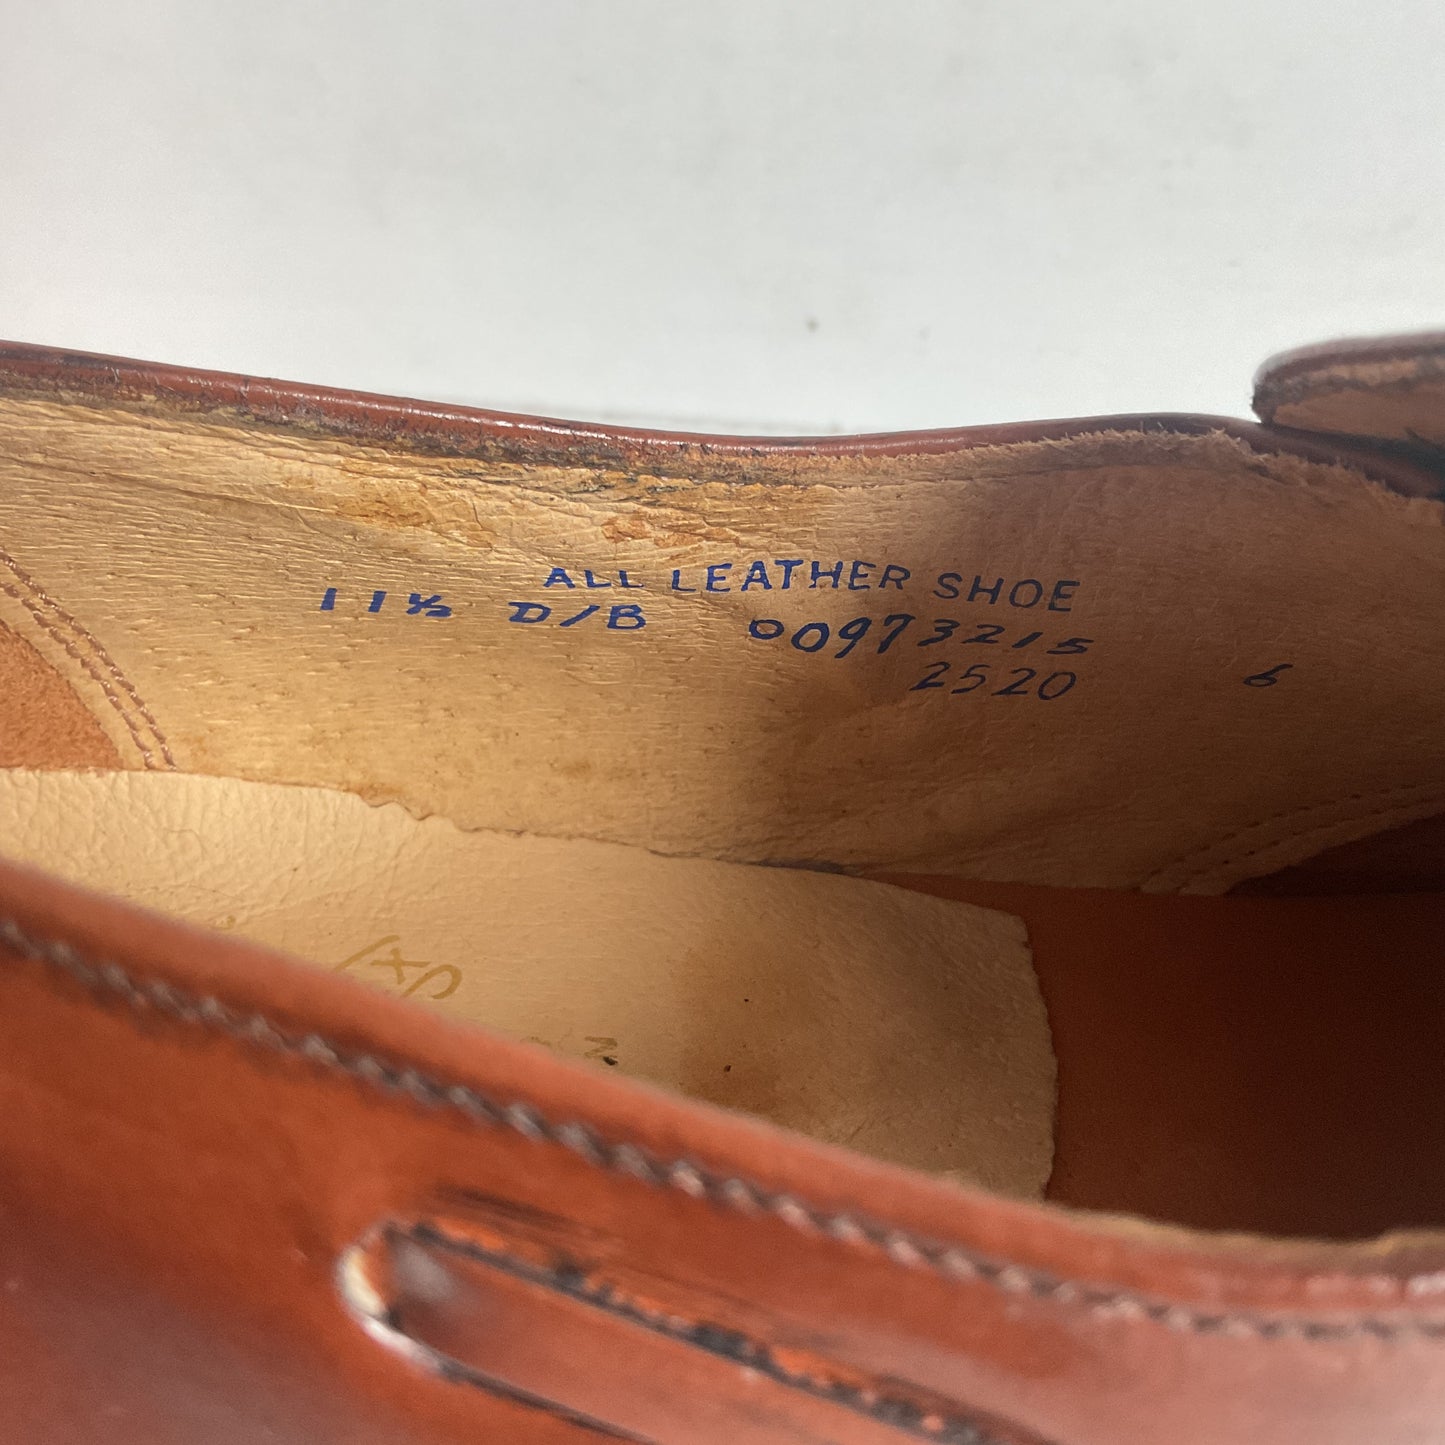 ALL LEATHER SHOE
11½ D/B 00973215
2520 6